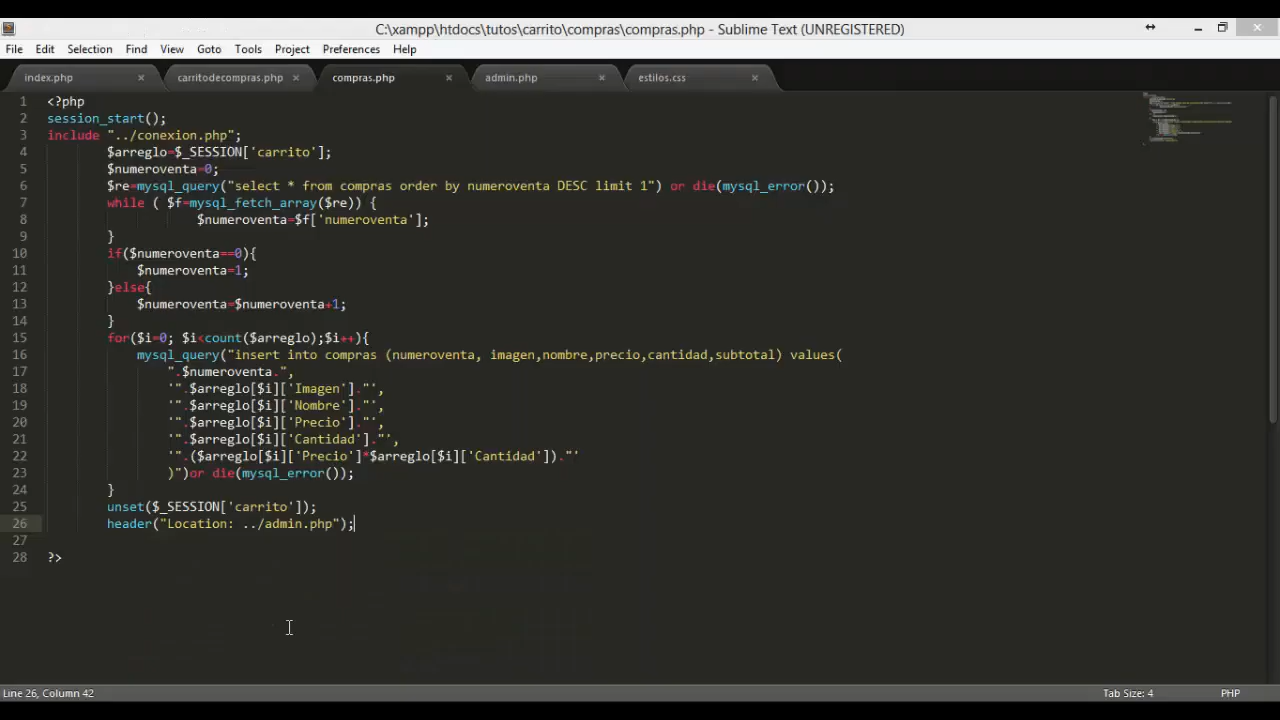 C:\xampp\htdocs\tutos\carrito\compras\compras.php - Sublime Text (UNREGISTERED)
File Edit Selection Find View Goto Tools Project Preferences Help
index.php × carritodecompras.php × compras.php × admin.php × estilos.css ×
1 <?php
2 session_start();
3 include "../conexion.php";
4 $arreglo=$_SESSION['carrito'];
5 $numeroventa=0;
6 $re=mysql_query("select * from compras order by numeroventa DESC limit 1") or die(mysql_error());
7 while ( $f=mysql_fetch_array($re)) {
8 $numeroventa=$f['numeroventa'];
9 }
10 if($numeroventa==0){
11 $numeroventa=1;
12 }else{
13 $numeroventa=$numeroventa+1;
14 }
15 for($i=0; $i<count($arreglo);$i++){
16 mysql_query("insert into compras (numeroventa, imagen,nombre,precio,cantidad,subtotal) values(
17 ".$numeroventa.",
18 '".$arreglo[$i]['Imagen']."',
19 '".$arreglo[$i]['Nombre']."',
20 '".$arreglo[$i]['Precio']."',
21 '".$arreglo[$i]['Cantidad']."',
22 '".($arreglo[$i]['Precio']*$arreglo[$i]['Cantidad'])."'
23 )")or die(mysql_error());
24 }
25 unset($_SESSION['carrito']);
26 header("Location: ../admin.php");
27
28 ?>
Line 26, Column 42 Tab Size: 4 PHP